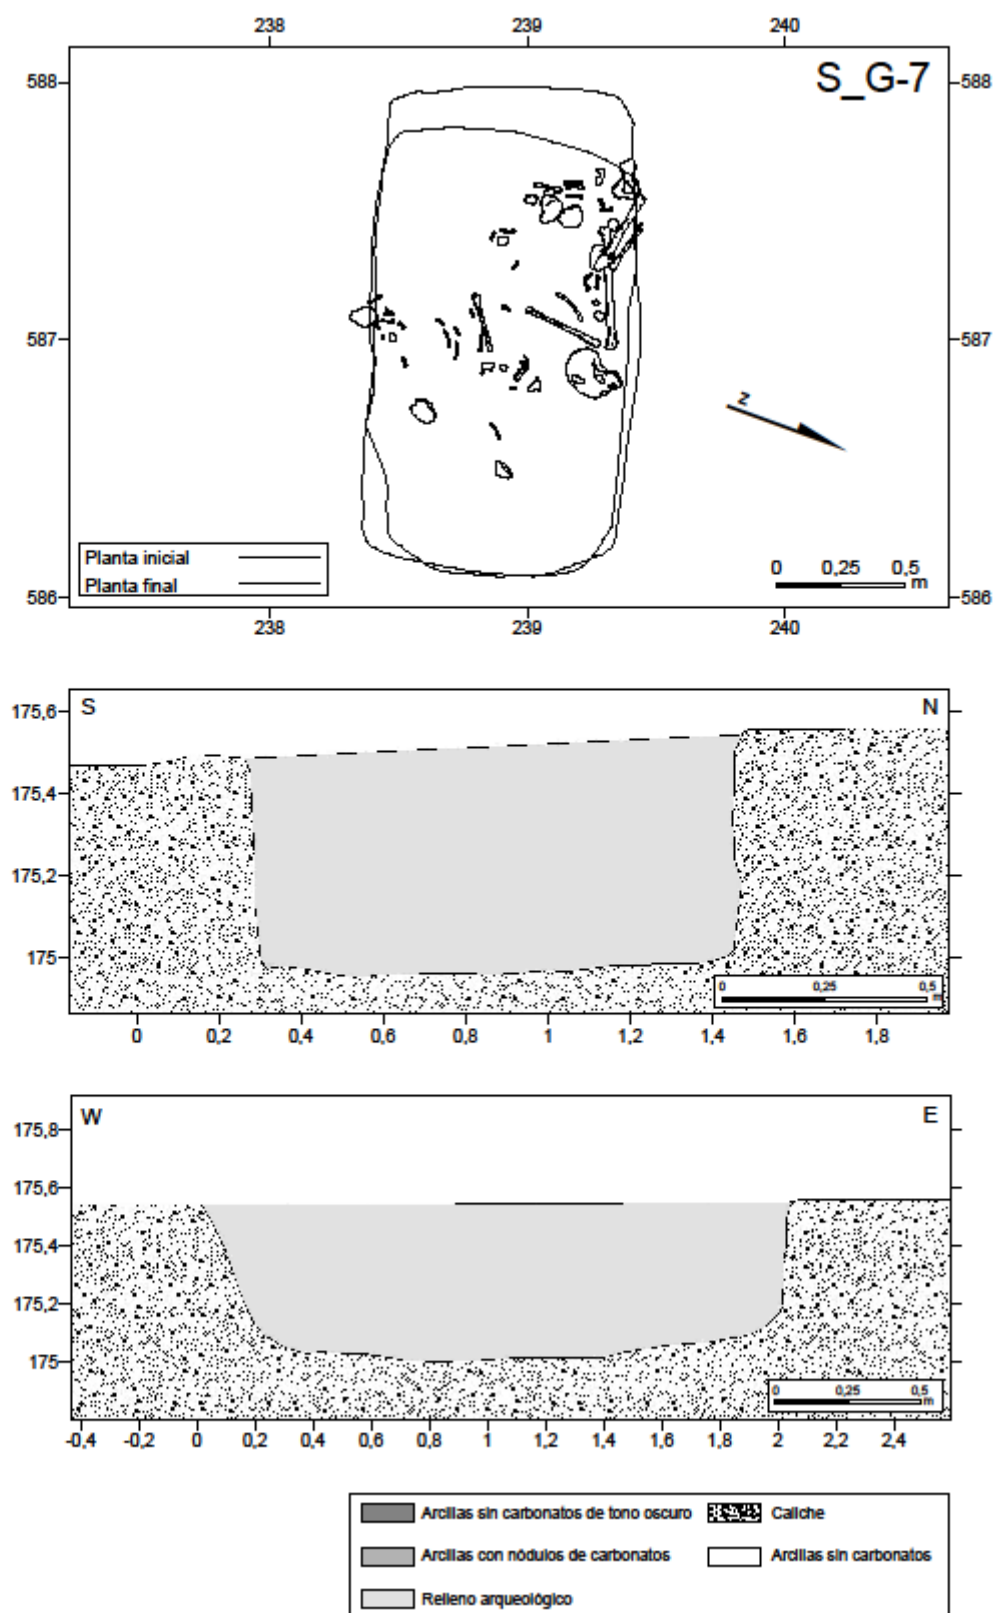 238 239 240
588 S_G-7 588
587 587
z
Planta inicial
Planta final
0 0,25 0,5
m
586 586
238 239 240
175,6 S N
175,4
175,2
175
0 0,25 0,5
m
0 0,2 0,4 0,6 0,8 1 1,2 1,4 1,6 1,8
W E
175,8
175,6
175,4
175,2
175
0 0,25 0,5
m
-0,4 -0,2 0 0,2 0,4 0,6 0,8 1 1,2 1,4 1,6 1,8 2 2,2 2,4
Arcillas sin carbonatos de tono oscuro Caliche
Arcillas con nódulos de carbonatos Arcillas sin carbonatos
Relleno arqueológico